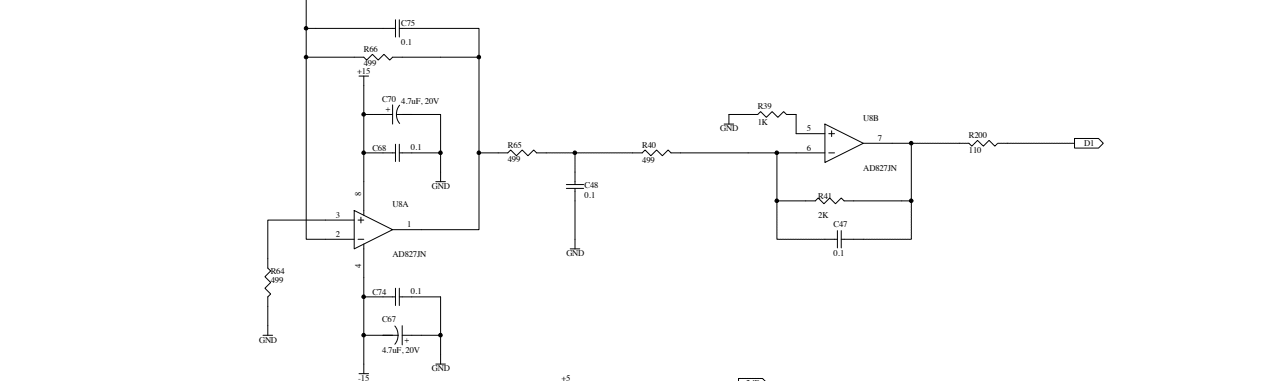 C75
0.1
R66
499
+15
C70 4.7uF, 20V
+
C68 0.1
GND
8
U8A
3 +
1
2 −
AD827JN
4
R64
499
GND
C74 0.1
C67
+
4.7uF, 20V
GND
-15
R65
499
C48
0.1
GND
R40
499
R39
1K
GND
U8B
5 +
7
6 −
AD827JN
R41
2K
C47
0.1
R200
110
D1
+5